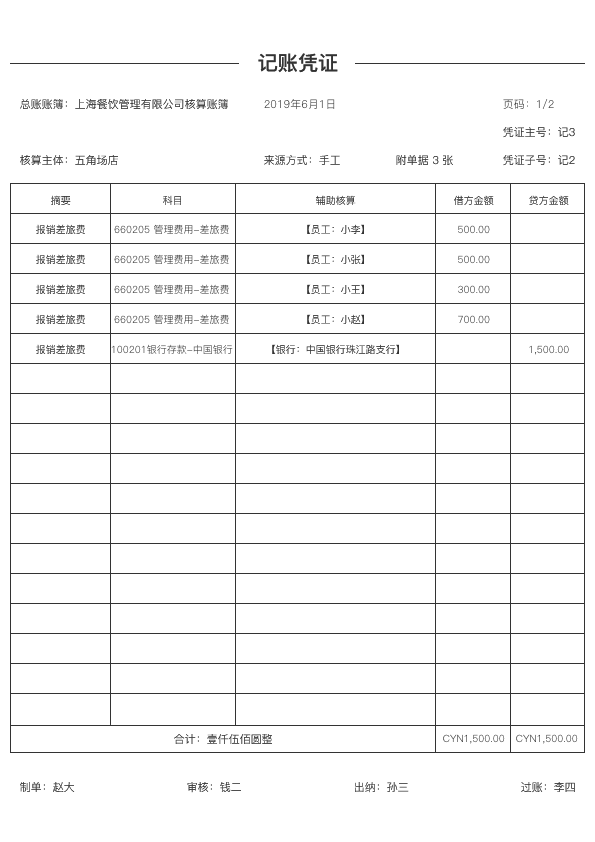 记账凭证
总账账簿：上海餐饮管理有限公司核算账簿 2019年6月1日 页码：1/2
凭证主号：记3
核算主体：五角场店 来源方式：手工 附单据 3 张 凭证子号：记2
摘要 科目 辅助核算 借方金额 贷方金额
报销差旅费 660205 管理费用-差旅费 【员工：小李】 500.00
报销差旅费 660205 管理费用-差旅费 【员工：小张】 500.00
报销差旅费 660205 管理费用-差旅费 【员工：小王】 300.00
报销差旅费 660205 管理费用-差旅费 【员工：小赵】 700.00
报销差旅费 100201银行存款-中国银行 【银行：中国银行珠江路支行】 1,500.00
合计：壹仟伍佰圆整 CYN1,500.00 CYN1,500.00
制单：赵大 审核：钱二 出纳：孙三 过账：李四